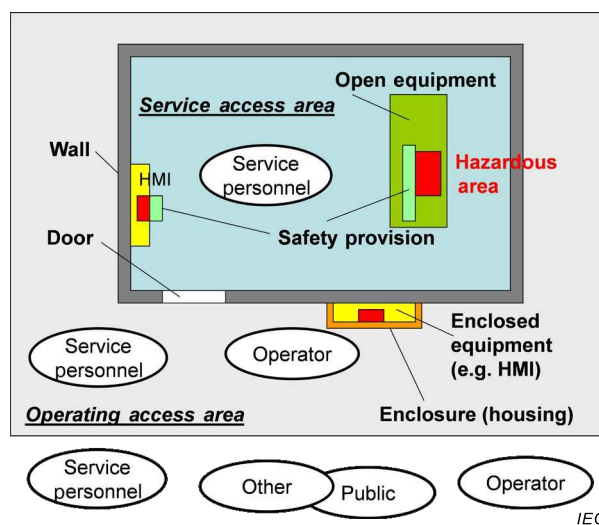 Open equipment
Service access area
Wall
Service
personnel
Hazardous
area
HMI
Safety provision
Door
Enclosed
equipment
(e.g. HMI)
Service
personnel
Operator
Enclosure (housing)
Operating access area
Service
personnel
Other
Public
Operator
IEC